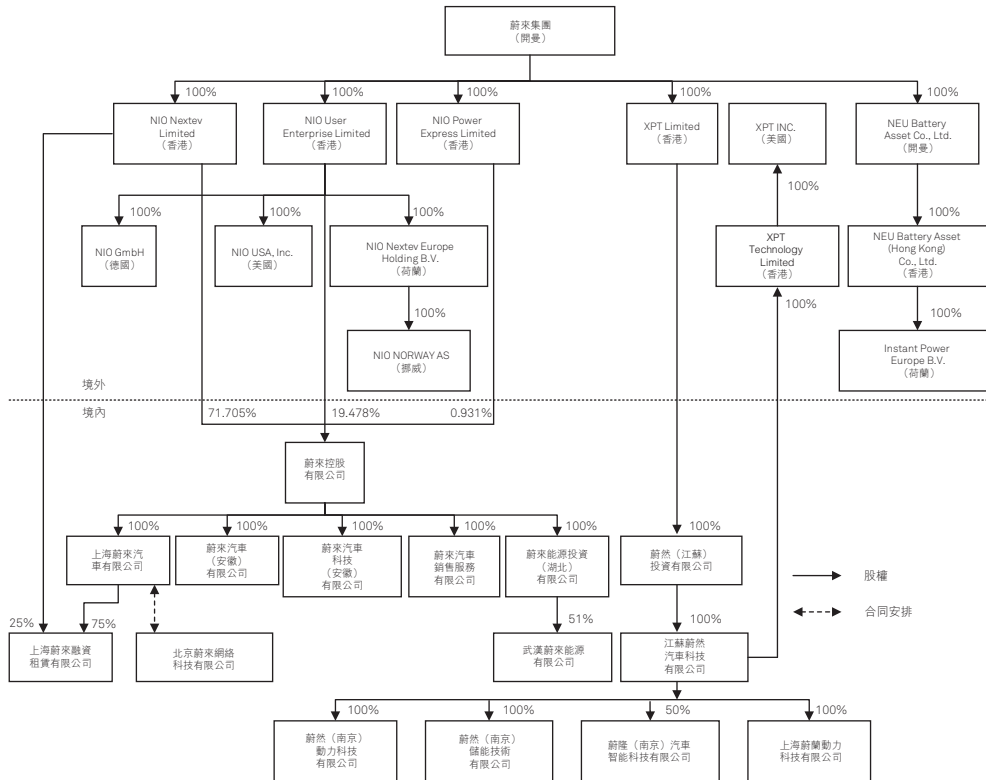 蔚來集團
（開曼）
100%
100%
100%
100%
100%
NIO Nextev
Limited
（香港）
NIO User
Enterprise Limited
（香港）
NIO Power
Express Limited
（香港）
XPT Limited
（香港）
XPT INC.
（美國）
NEU Battery
Asset Co., Ltd.
（開曼）
100%
100%
100%
100%
100%
NIO GmbH
（德國）
NIO USA, Inc.
（美國）
NIO Nextev Europe
Holding B.V.
（荷蘭）
XPT
Technology
Limited
（香港）
NEU Battery Asset
(Hong Kong)
Co., Ltd.
（香港）
100%
100%
100%
NIO NORWAY AS
（挪威）
Instant Power
Europe B.V.
（荷蘭）
境外
境內
71.705%
19.478%
0.931%
蔚來控股
有限公司
100%
100%
100%
100%
100%
100%
上海蔚來汽
車有限公司
蔚來汽車
（安徽）
有限公司
蔚來汽車
科技
（安徽）
有限公司
蔚來汽車
銷售服務
有限公司
蔚來能源投資
（湖北）
有限公司
蔚然（江蘇）
投資有限公司
股權
合同安排
25%
75%
51%
100%
上海蔚來融資
租賃有限公司
北京蔚來網絡
科技有限公司
武漢蔚來能源
有限公司
江蘇蔚然
汽車科技
有限公司
100%
100%
50%
100%
蔚然（南京）
動力科技
有限公司
蔚然（南京）
儲能技術
有限公司
蔚隆（南京）汽車
智能科技有限公司
上海蔚蘭動力
科技有限公司